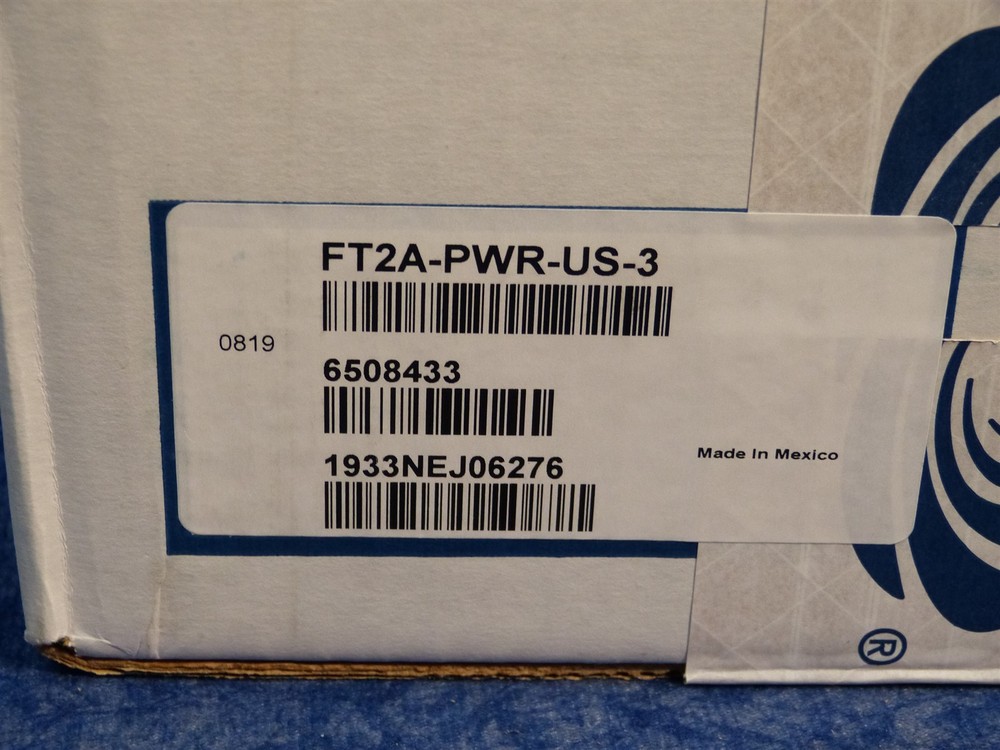 FT2A-PWR-US-3
0819
6508433
1933NEJ06276
Made In Mexico
®